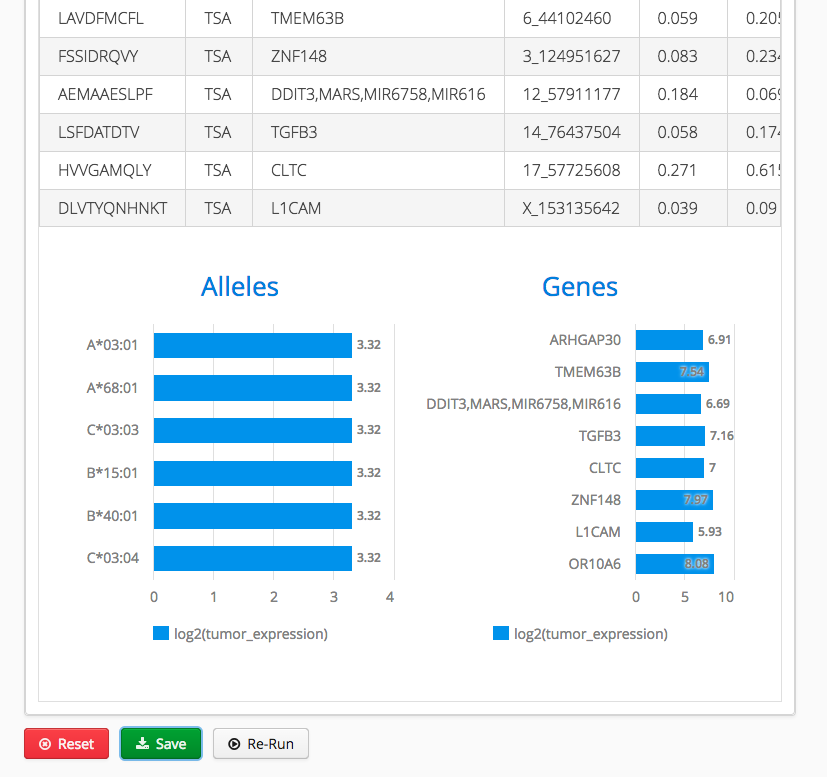 LAVDFMCFL TSA TMEM63B 6_44102460 0.059 0.205
FSSIDRQVY TSA ZNF148 3_124951627 0.083 0.234
AEMAAESLPF TSA DDIT3,MARS,MIR6758,MIR616 12_57911177 0.184 0.069
LSFDATDTV TSA TGFB3 14_76437504 0.058 0.174
HVVGAMQLY TSA CLTC 17_57725608 0.271 0.615
DLVTYQNHNKT TSA L1CAM X_153135642 0.039 0.09
Alleles
A*03:01 3.32
A*68:01 3.32
C*03:03 3.32
B*15:01 3.32
B*40:01 3.32
C*03:04 3.32
0 1 2 3 4
log2(tumor_expression)
Genes
ARHGAP30 6.91
TMEM63B 7.54
DDIT3,MARS,MIR6758,MIR616 6.69
TGFB3 7.16
CLTC 7
ZNF148 7.97
L1CAM 5.93
OR10A6 8.08
0 5 10
log2(tumor_expression)
Reset Save Re-Run